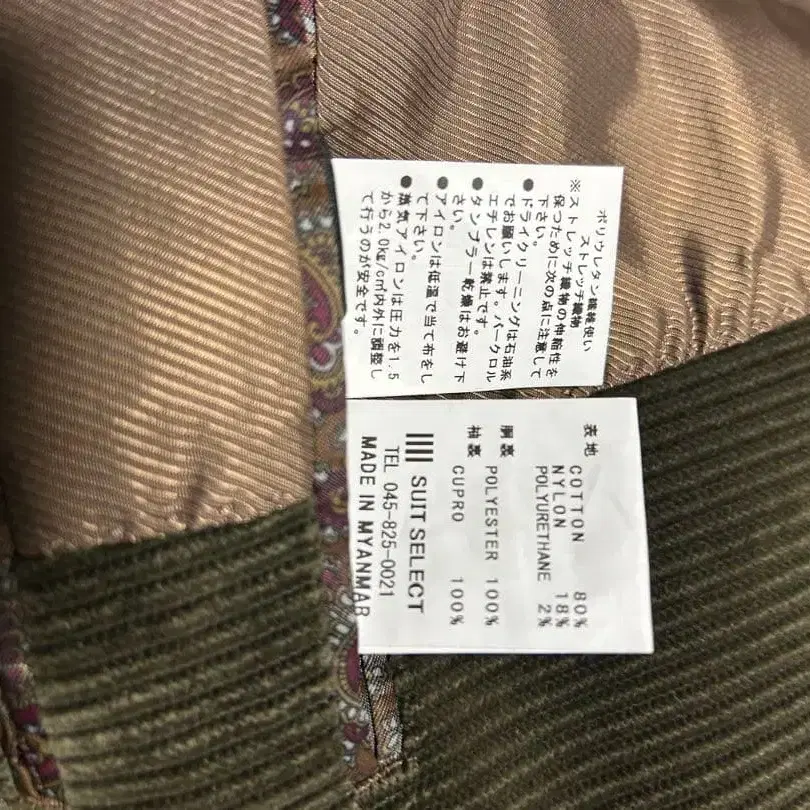 ポリウレタン繊維使い
ストレッチ織物
※ストレッチ織物の伸縮性を
保つために次の点に注意して
下さい。
●ドライクリーニングは石油系
でお願いします。パークロル
エチレンは禁止です。
●タンブラー乾燥はお避け下
さい。
●アイロンは低温で当て布をし
て下さい。
●蒸気アイロンは圧力を1.5
から2.0kg/c㎡内外に調整し
て行うのが安全です。
表地
COTTON 80%
NYLON 18%
POLYURETHANE 2%
胴裏 POLYESTER 100%
袖裏 CUPRO 100%
SUIT SELECT
TEL 045-825-0021
MADE IN MYANMAR